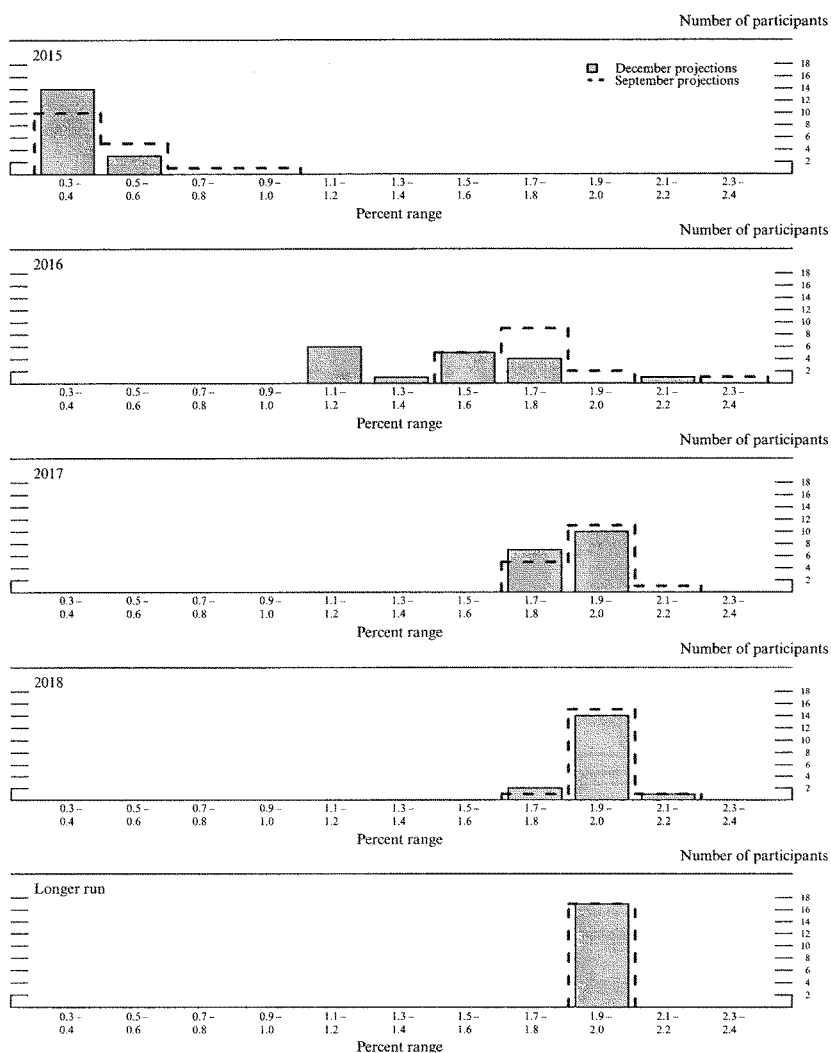 Number of participants
2015
December projections
September projections
18
16
14
12
10
8
6
4
2
0.3– 0.5– 0.7– 0.9– 1.1– 1.3– 1.5– 1.7– 1.9– 2.1– 2.3–
0.4 0.6 0.8 1.0 1.2 1.4 1.6 1.8 2.0 2.2 2.4
Percent range
Number of participants
2016
18
16
14
12
10
8
6
4
2
0.3– 0.5– 0.7– 0.9– 1.1– 1.3– 1.5– 1.7– 1.9– 2.1– 2.3–
0.4 0.6 0.8 1.0 1.2 1.4 1.6 1.8 2.0 2.2 2.4
Percent range
Number of participants
2017
18
16
14
12
10
8
6
4
2
0.3– 0.5– 0.7– 0.9– 1.1– 1.3– 1.5– 1.7– 1.9– 2.1– 2.3–
0.4 0.6 0.8 1.0 1.2 1.4 1.6 1.8 2.0 2.2 2.4
Percent range
Number of participants
2018
18
16
14
12
10
8
6
4
2
0.3– 0.5– 0.7– 0.9– 1.1– 1.3– 1.5– 1.7– 1.9– 2.1– 2.3–
0.4 0.6 0.8 1.0 1.2 1.4 1.6 1.8 2.0 2.2 2.4
Percent range
Number of participants
Longer run
18
16
14
12
10
8
6
4
2
0.3– 0.5– 0.7– 0.9– 1.1– 1.3– 1.5– 1.7– 1.9– 2.1– 2.3–
0.4 0.6 0.8 1.0 1.2 1.4 1.6 1.8 2.0 2.2 2.4
Percent range